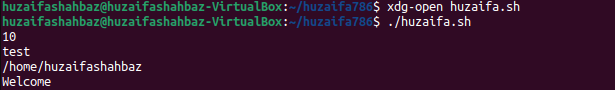 huzaifashahbaz@huzaifashahbaz-VirtualBox:~/huzaifa786$ xdg-open huzaifa.sh
huzaifashahbaz@huzaifashahbaz-VirtualBox:~/huzaifa786$ ./huzaifa.sh
10
test
/home/huzaifashahbaz
Welcome